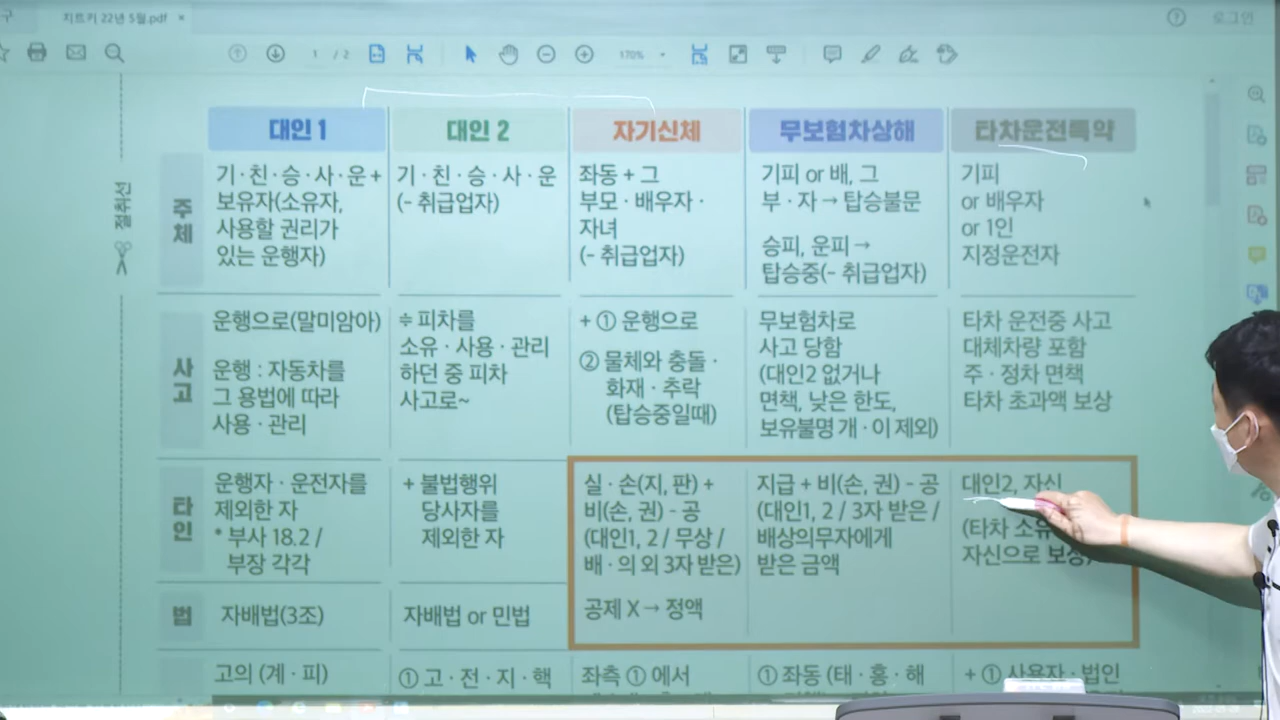 지트키 22년 5월.pdf ×
로그인
1 / 2
170%
절취선
대인 1 대인 2 자기신체 무보험차상해 타차운전특약
주체
기·친·승·사·운+
보유자(소유자,
사용할 권리가
있는 운행자)
기·친·승·사·운
(- 취급업자)
좌동 + 그
부모·배우자·
자녀
(- 취급업자)
기피 or 배, 그
부·자→탑승불문
승피, 운피→
탑승중(- 취급업자)
기피
or 배우자
or 1인
지정운전자
사고
운행으로(말미암아)
운행 : 자동차를
그 용법에 따라
사용·관리
÷ 피차를
소유·사용·관리
하던 중 피차
사고로~
+ ① 운행으로
② 물체와 충돌·
화재·추락
(탑승중일때)
무보험차로
사고 당함
(대인2 없거나
면책, 낮은 한도,
보유불명 개·이 제외)
타차 운전중 사고
대체차량 포함
주·정차 면책
타차 초과액 보상
타인
운행자·운전자를
제외한 자
* 부사 18.2 /
부장 각각
+ 불법행위
당사자를
제외한 자
실·손(지, 판) +
비(손, 권) - 공
(대인1, 2 / 무상 /
배·의 외 3자 받은)
공제 X → 정액
지급 + 비(손, 권) - 공
(대인1, 2 / 3자 받은 /
배상의무자에게
받은 금액
대인2, 자신
(타차 소유
자신으로 보상)
법
자배법(3조)
자배법 or 민법
고의 (계·피)
① 고·전·지·핵
좌측 ① 에서
① 좌동 (태·홍·해
+ ① 사용자·법인